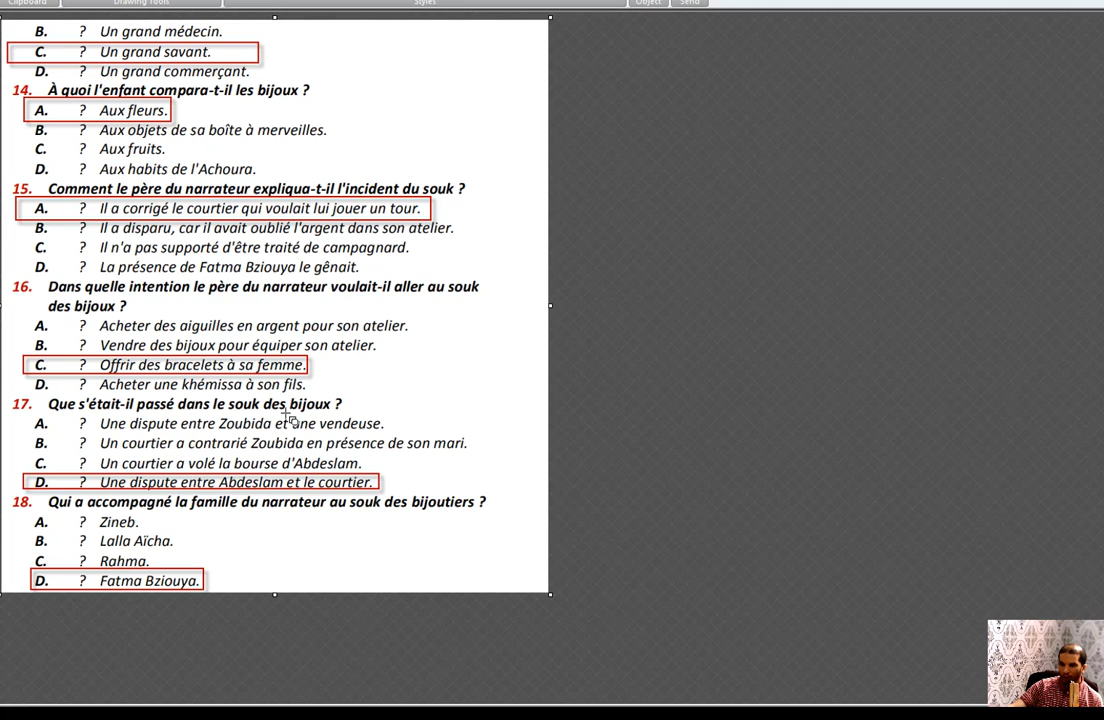 Clipboard Drawing Tools Styles Object Send
B. ? Un grand médecin.
C. ? Un grand savant.
D. ? Un grand commerçant.
14. À quoi l'enfant compara-t-il les bijoux ?
A. ? Aux fleurs.
B. ? Aux objets de sa boîte à merveilles.
C. ? Aux fruits.
D. ? Aux habits de l'Achoura.
15. Comment le père du narrateur expliqua-t-il l'incident du souk ?
A. ? Il a corrigé le courtier qui voulait lui jouer un tour.
B. ? Il a disparu, car il avait oublié l'argent dans son atelier.
C. ? Il n'a pas supporté d'être traité de campagnard.
D. ? La présence de Fatma Bziouya le gênait.
16. Dans quelle intention le père du narrateur voulait-il aller au souk
des bijoux ?
A. ? Acheter des aiguilles en argent pour son atelier.
B. ? Vendre des bijoux pour équiper son atelier.
C. ? Offrir des bracelets à sa femme.
D. ? Acheter une khémissa à son fils.
17. Que s'était-il passé dans le souk des bijoux ?
A. ? Une dispute entre Zoubida et une vendeuse.
B. ? Un courtier a contrarié Zoubida en présence de son mari.
C. ? Un courtier a volé la bourse d'Abdeslam.
D. ? Une dispute entre Abdeslam et le courtier.
18. Qui a accompagné la famille du narrateur au souk des bijoutiers ?
A. ? Zineb.
B. ? Lalla Aïcha.
C. ? Rahma.
D. ? Fatma Bziouya.